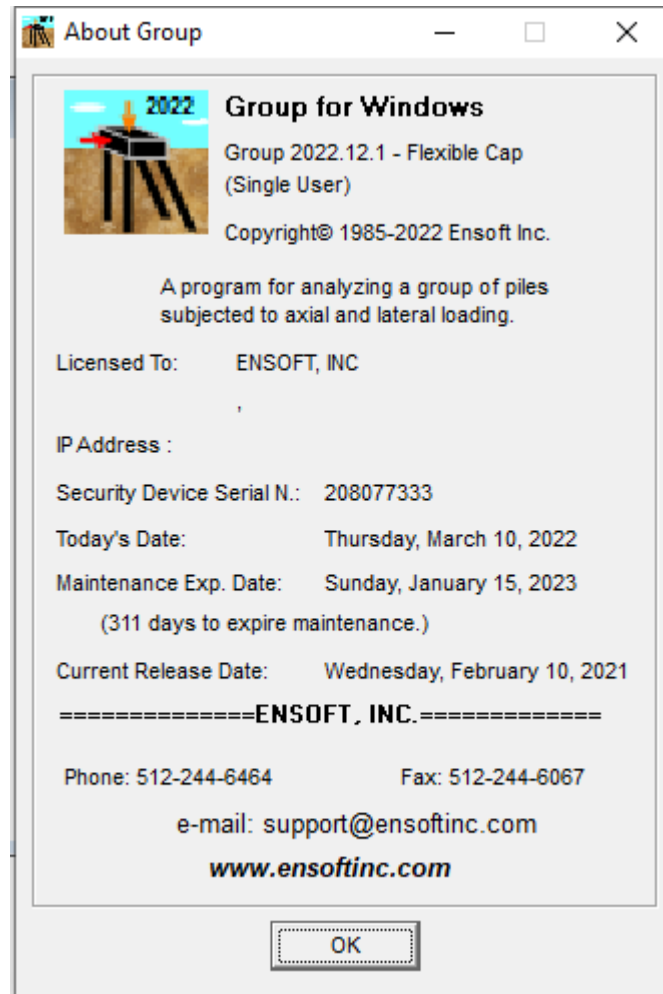 About Group
2022
Group for Windows
Group 2022.12.1 - Flexible Cap
(Single User)
Copyright© 1985-2022 Ensoft Inc.
A program for analyzing a group of piles
subjected to axial and lateral loading.
Licensed To: ENSOFT, INC
,
IP Address :
Security Device Serial N.: 208077333
Today's Date: Thursday, March 10, 2022
Maintenance Exp. Date: Sunday, January 15, 2023
(311 days to expire maintenance.)
Current Release Date: Wednesday, February 10, 2021
==============ENSOFT, INC.=============
Phone: 512-244-6464 Fax: 512-244-6067
e-mail: support@ensoftinc.com
www.ensoftinc.com
OK